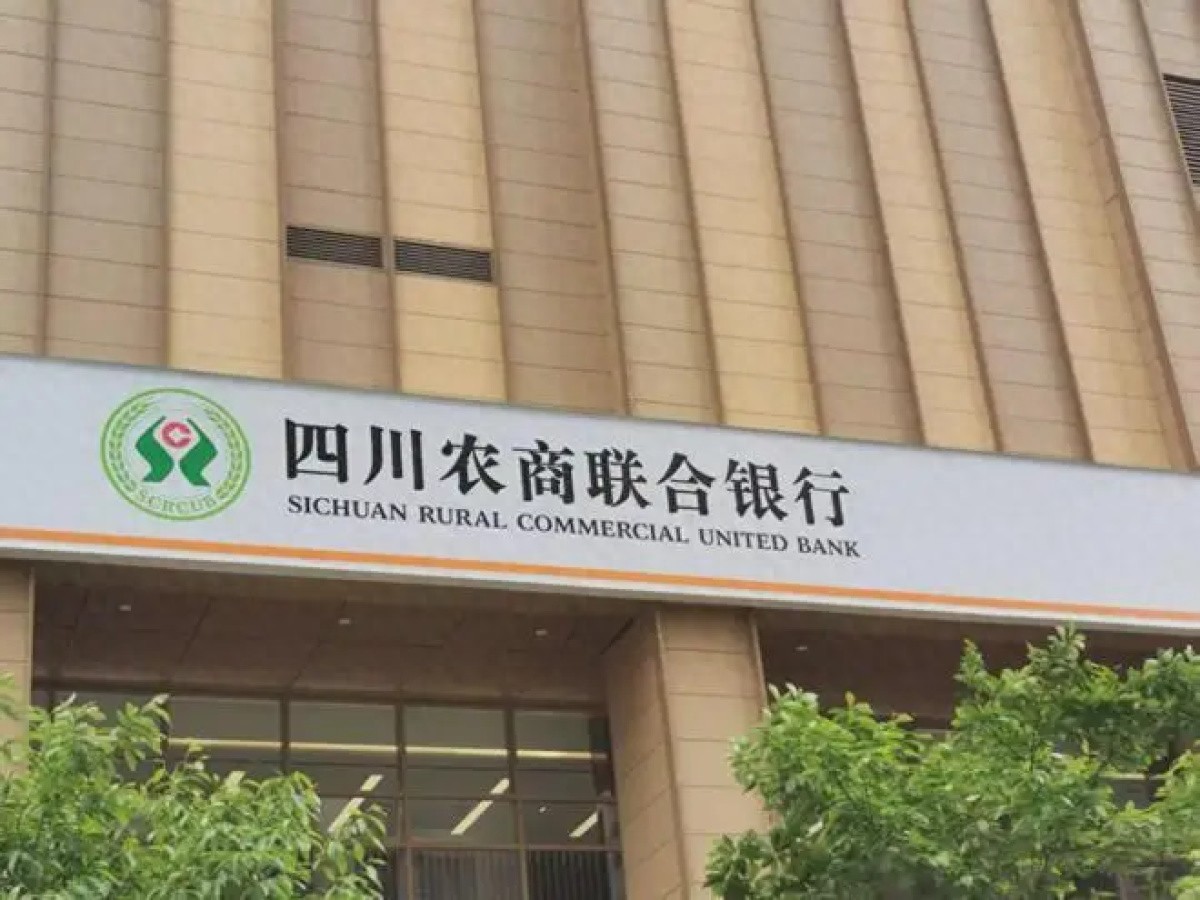 SCRCUB
四川农商联合银行
SICHUAN RURAL COMMERCIAL UNITED BANK